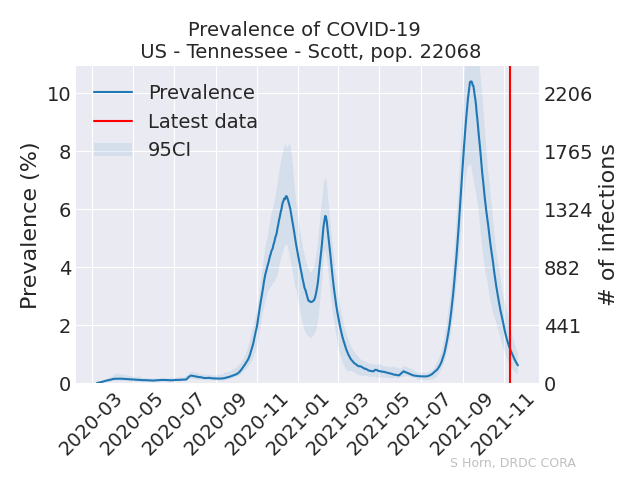 Prevalence of COVID-19
US - Tennessee - Scott, pop. 22068
Prevalence
Latest data
95CI
Prevalence (%)
10
8
6
4
2
0
2206
1765
1324
882
441
0
# of infections
2020-03
2020-05
2020-07
2020-09
2020-11
2021-01
2021-03
2021-05
2021-07
2021-09
2021-11
S Horn, DRDC CORA